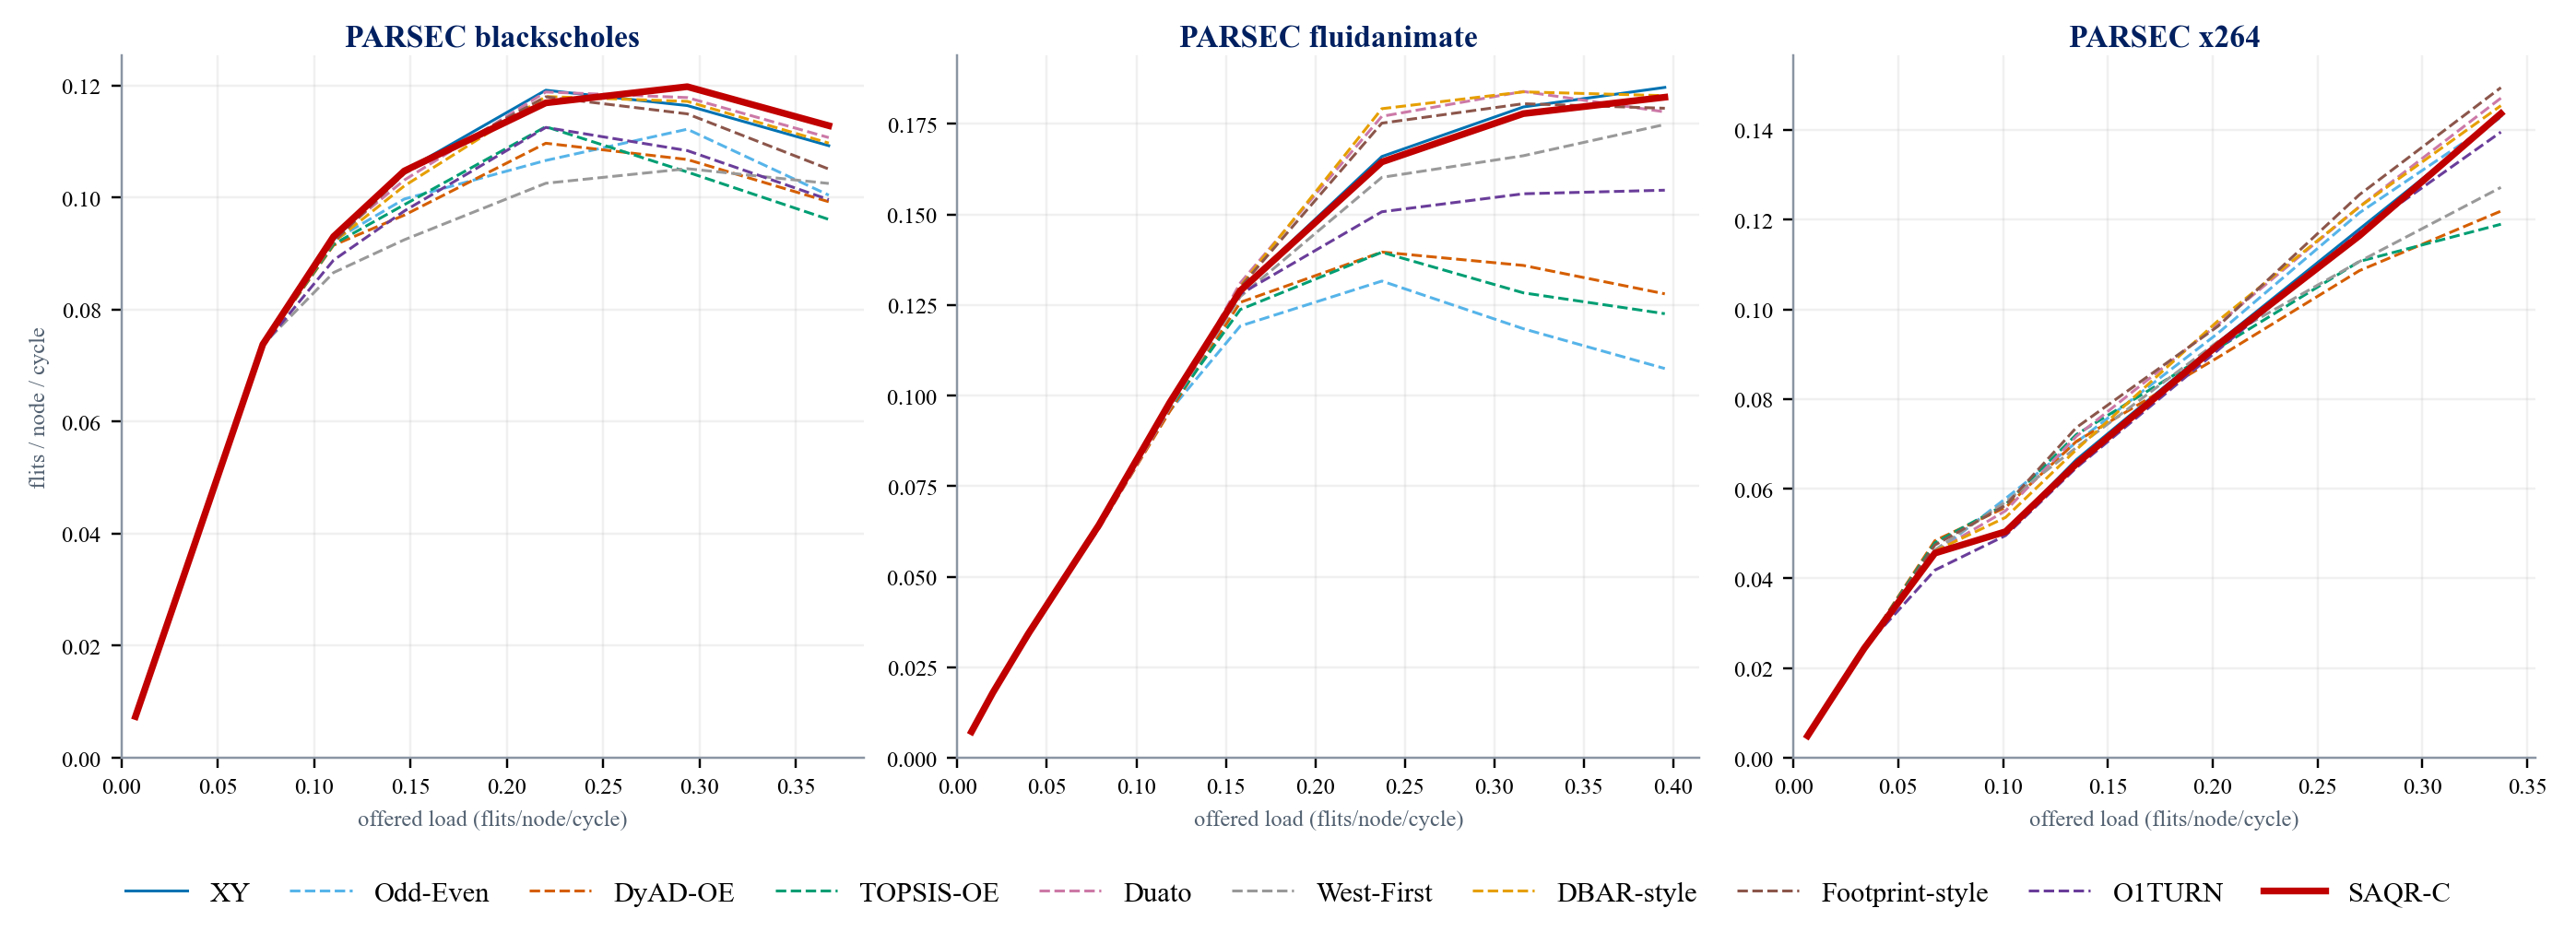 PARSEC blackscholes
PARSEC fluidanimate
PARSEC x264
flits / node / cycle
0.12
0.10
0.08
0.06
0.04
0.02
0.00
0.00 0.05 0.10 0.15 0.20 0.25 0.30 0.35
offered load (flits/node/cycle)
0.175
0.150
0.125
0.100
0.075
0.050
0.025
0.000
0.00 0.05 0.10 0.15 0.20 0.25 0.30 0.35 0.40
offered load (flits/node/cycle)
0.14
0.12
0.10
0.08
0.06
0.04
0.02
0.00
0.00 0.05 0.10 0.15 0.20 0.25 0.30 0.35
offered load (flits/node/cycle)
XY Odd-Even DyAD-OE TOPSIS-OE Duato West-First DBAR-style Footprint-style O1TURN SAQR-C